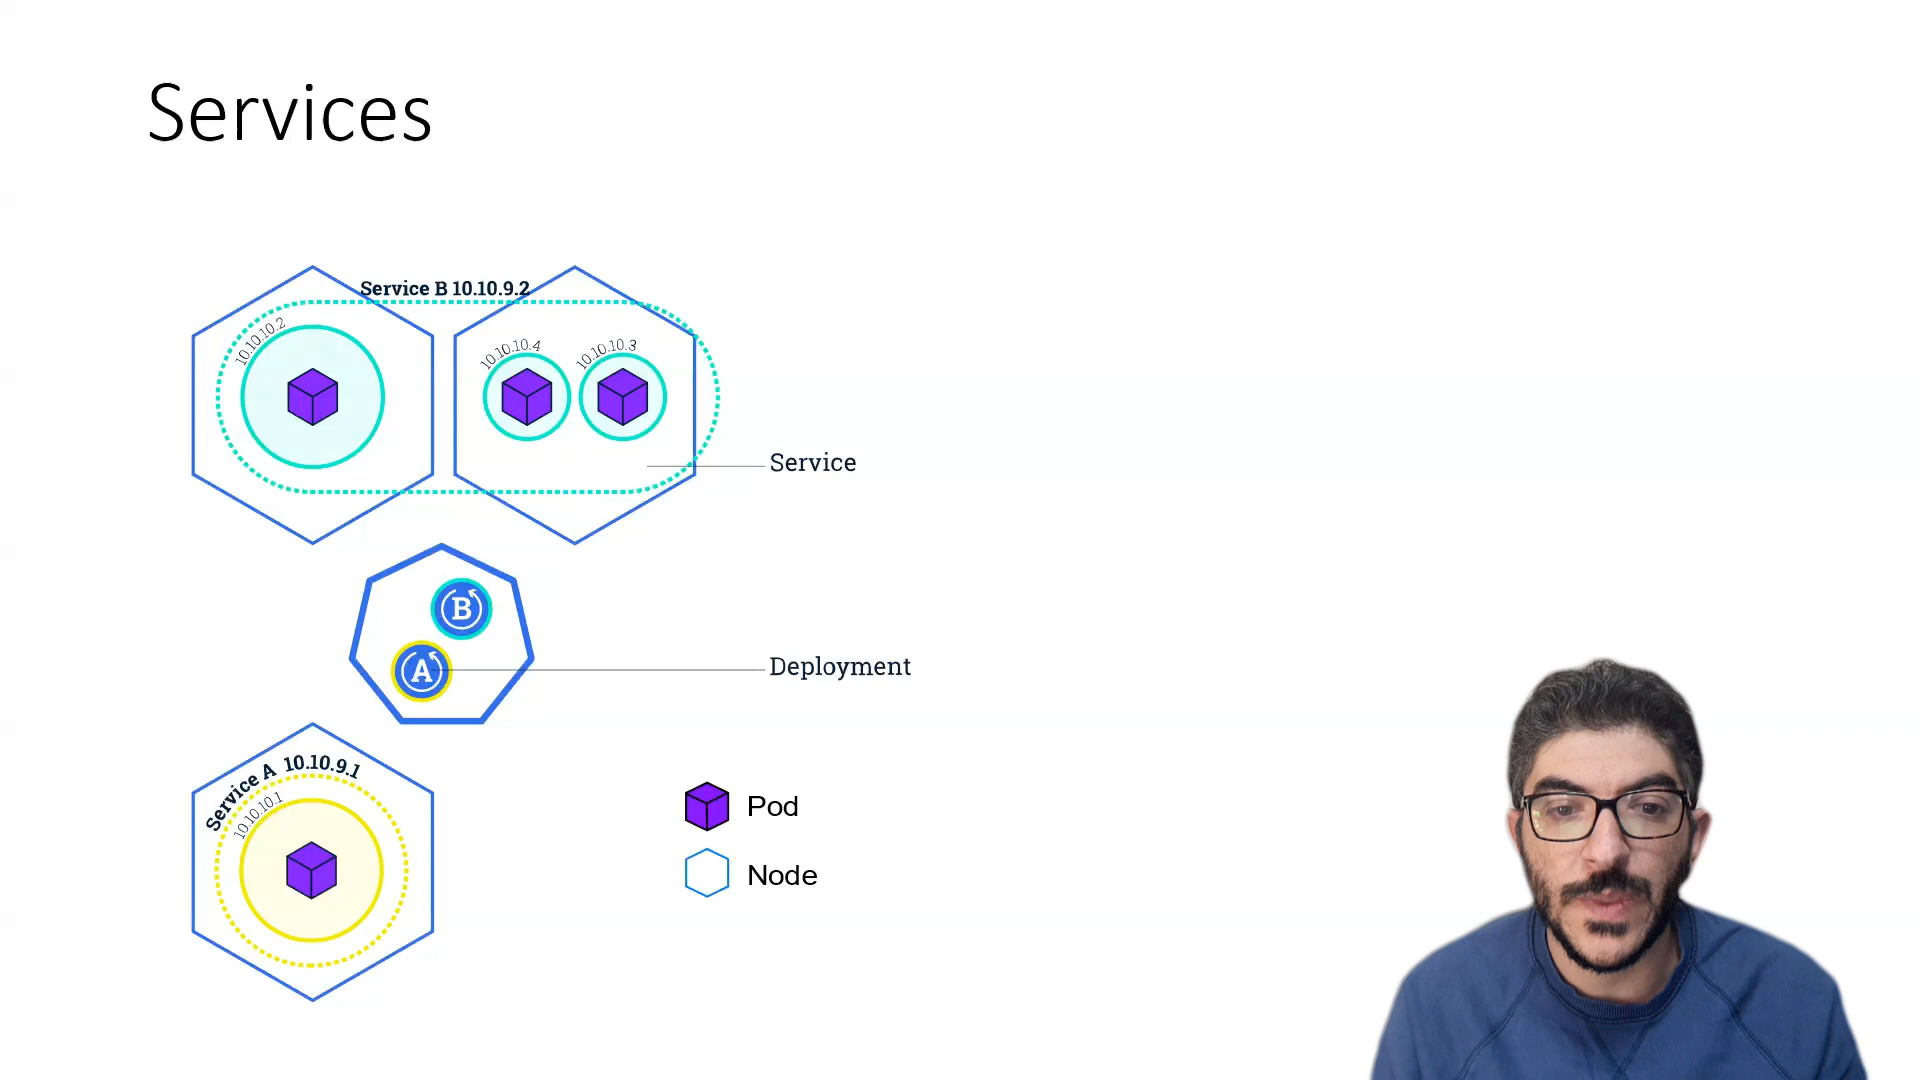 Services
Service B 10.10.9.2
10.10.10.2
10.10.10.4
10.10.10.3
Service
B
A
Deployment
Service A 10.10.9.1
10.10.10.1
Pod
Node